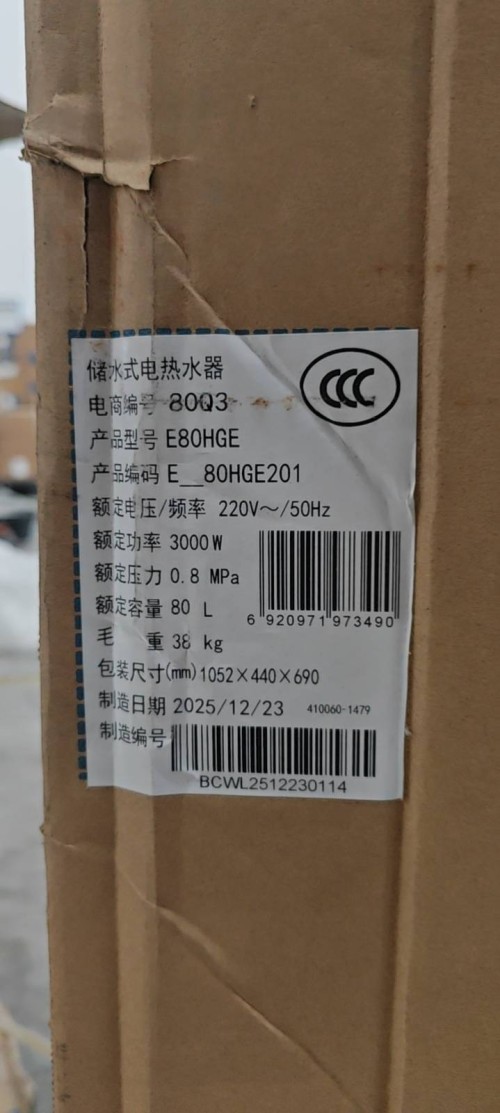 储水式电热水器
CCC
电商编号 80Q3
产品型号 E80HGE
产品编码 E__80HGE201
额定电压/频率 220V～/50Hz
额定功率 3000W
额定压力 0.8 MPa
额定容量 80 L
6 920971 973490
毛 重 38 kg
包装尺寸(mm)1052×440×690
制造日期 2025/12/23 410060-1479
制造编号
BCWL2512230114